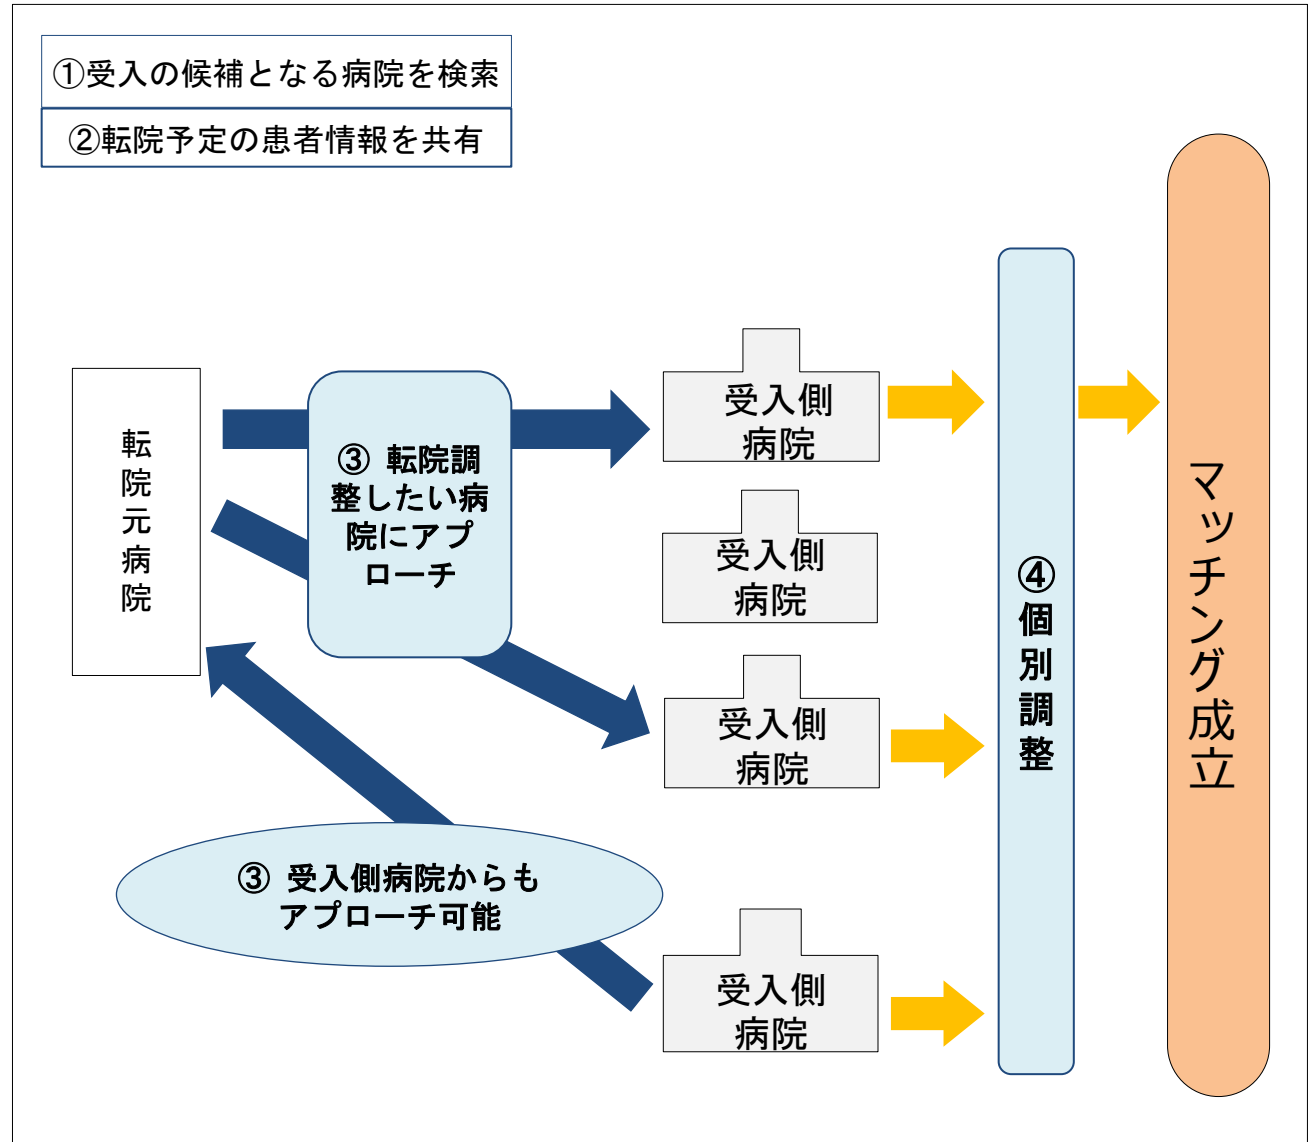 ①受入の候補となる病院を検索
②転院予定の患者情報を共有
転院元病院
③ 転院調
整したい病
院にアプ
ローチ
受入側
病院
受入側
病院
受入側
病院
③ 受入側病院からも
アプローチ可能
受入側
病院
④個別調整
マッチング成立